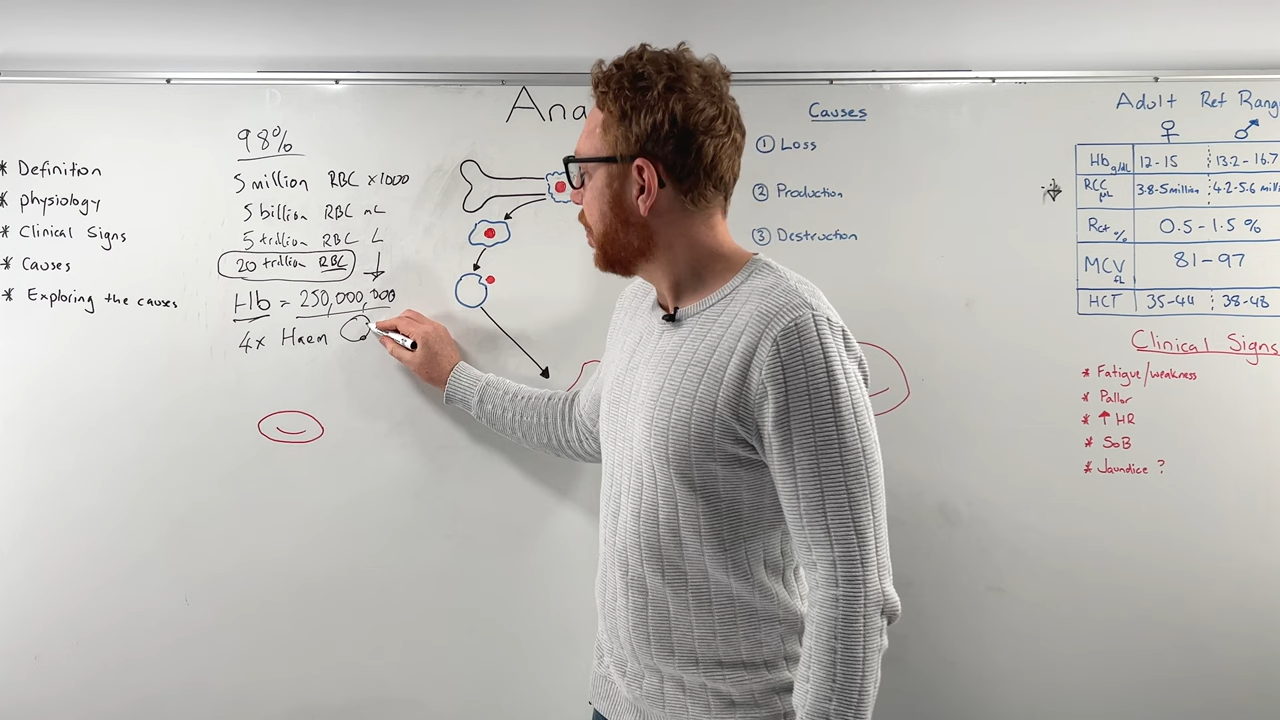 * Definition
* physiology
* Clinical Signs
* Causes
* Exploring the causes
98%
5 million RBC x1000
5 billion RBC mL
5 trillion RBC L
20 trillion RBC
Hb = 250,000,000
4x Haem
Ana
Causes
① Loss
② Production
③ Destruction
Adult Ref Rang
♀ ♂
Hb g/dL 12-15 13.2-16.7
RCC μL 3.8-5million 4.2-5.6 mill
Rct % 0.5-1.5%
MCV fL 81-97
HCT 35-44 38-48
Clinical Signs
* Fatigue/weakness
* Pallor
* ↑ HR
* SoB
* Jaundice ?